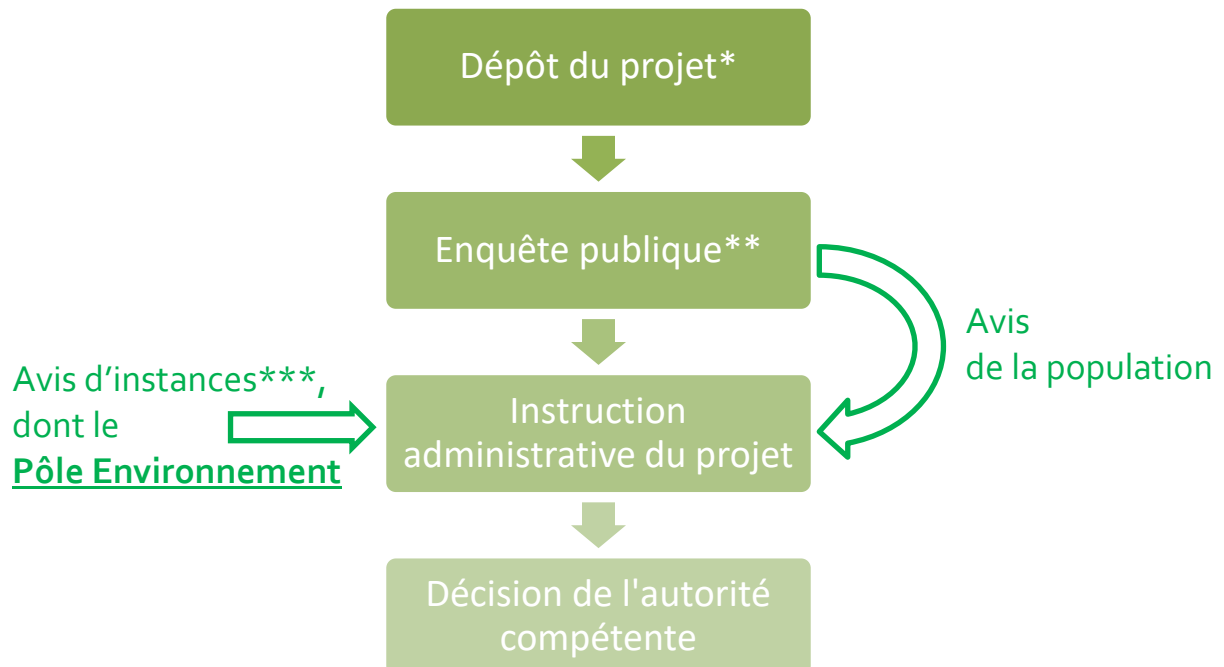 Dépôt du projet*
Enquête publique**
Avis
de la population
Avis d’instances***,
dont le
Pôle Environnement
Instruction
administrative du projet
Décision de l'autorité
compétente